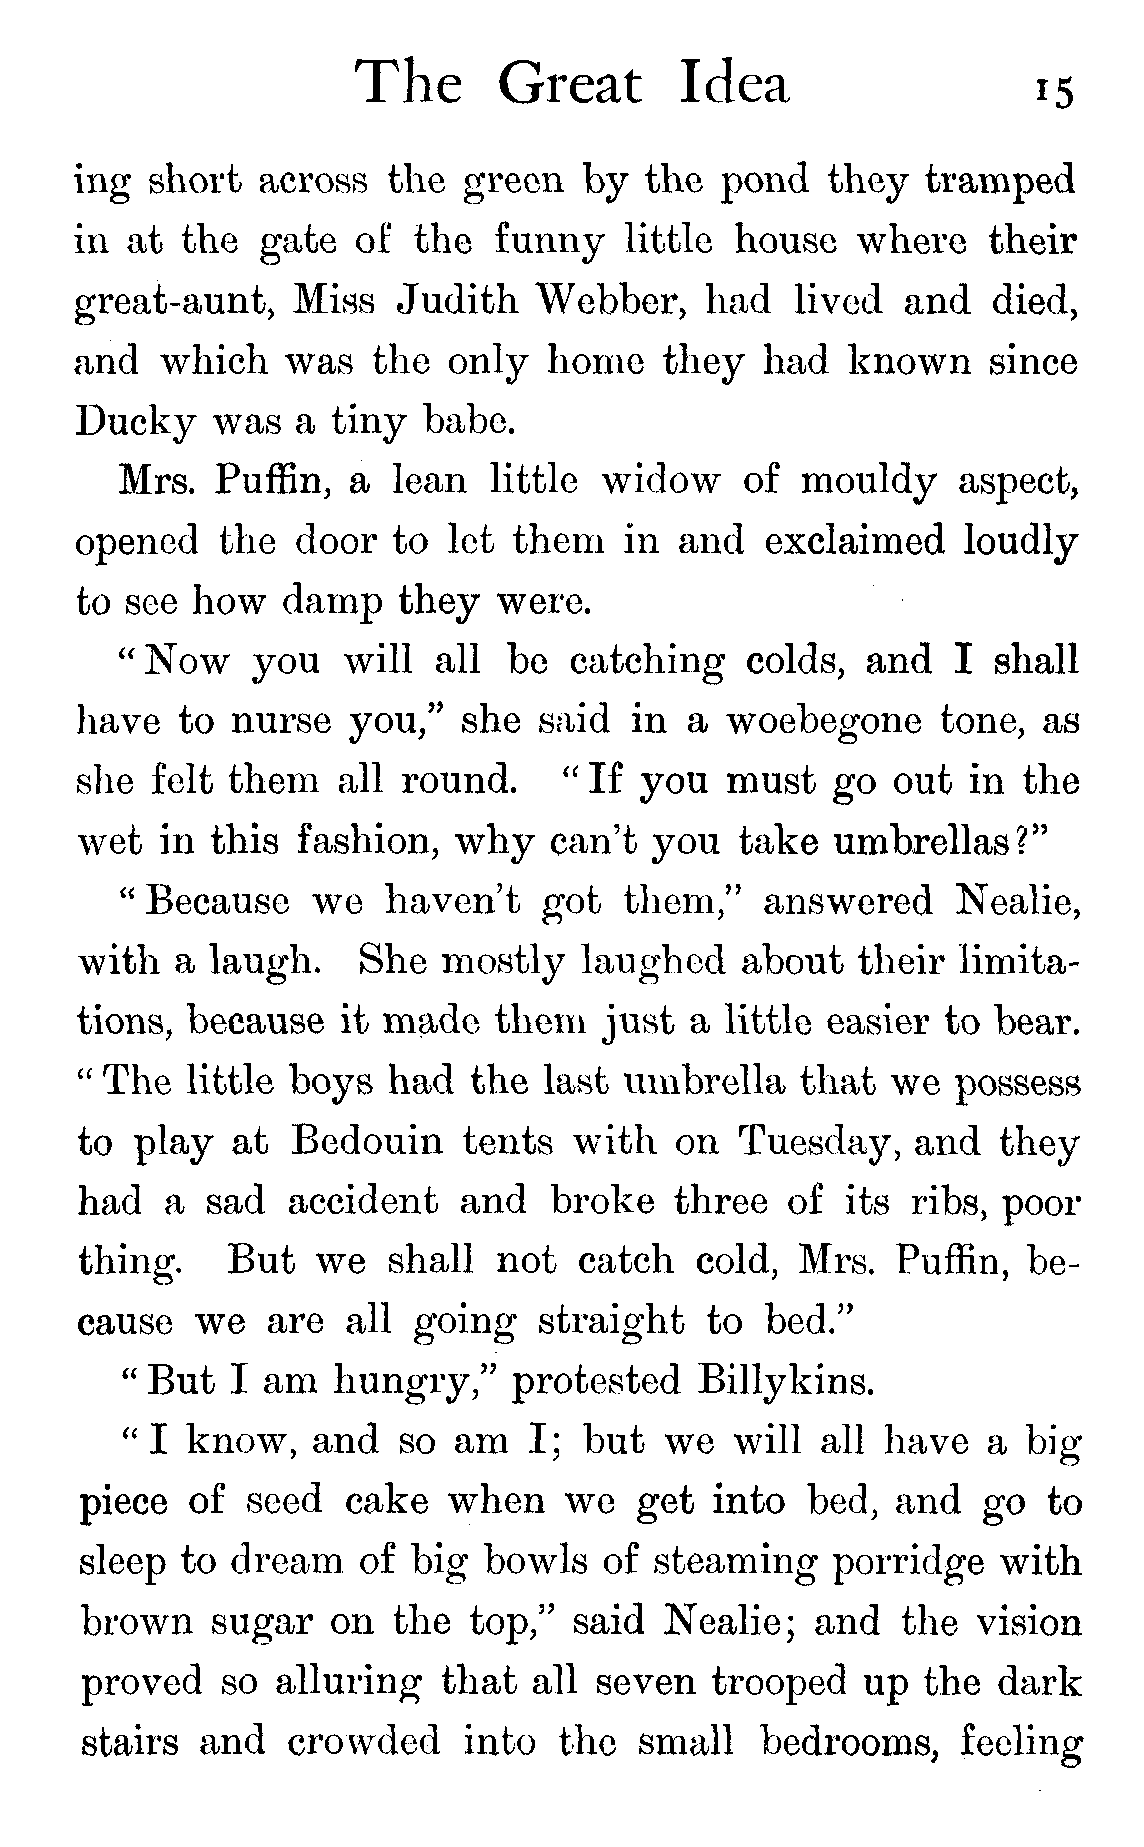 The Great Idea 15
ing short across the green by the pond they tramped
in at the gate of the funny little house where their
great-aunt, Miss Judith Webber, had lived and died,
and which was the only home they had known since
Ducky was a tiny babe.
Mrs. Puffin, a lean little widow of mouldy aspect,
opened the door to let them in and exclaimed loudly
to see how damp they were.
“Now you will all be catching colds, and I shall
have to nurse you,” she said in a woebegone tone, as
she felt them all round. “If you must go out in the
wet in this fashion, why can't you take umbrellas?”
“Because we haven't got them,” answered Nealie,
with a laugh. She mostly laughed about their limita-
tions, because it made them just a little easier to bear.
“The little boys had the last umbrella that we possess
to play at Bedouin tents with on Tuesday, and they
had a sad accident and broke three of its ribs, poor
thing. But we shall not catch cold, Mrs. Puffin, be-
cause we are all going straight to bed.”
“But I am hungry,” protested Billykins.
“I know, and so am I; but we will all have a big
piece of seed cake when we get into bed, and go to
sleep to dream of big bowls of steaming porridge with
brown sugar on the top,” said Nealie; and the vision
proved so alluring that all seven trooped up the dark
stairs and crowded into the small bedrooms, feeling